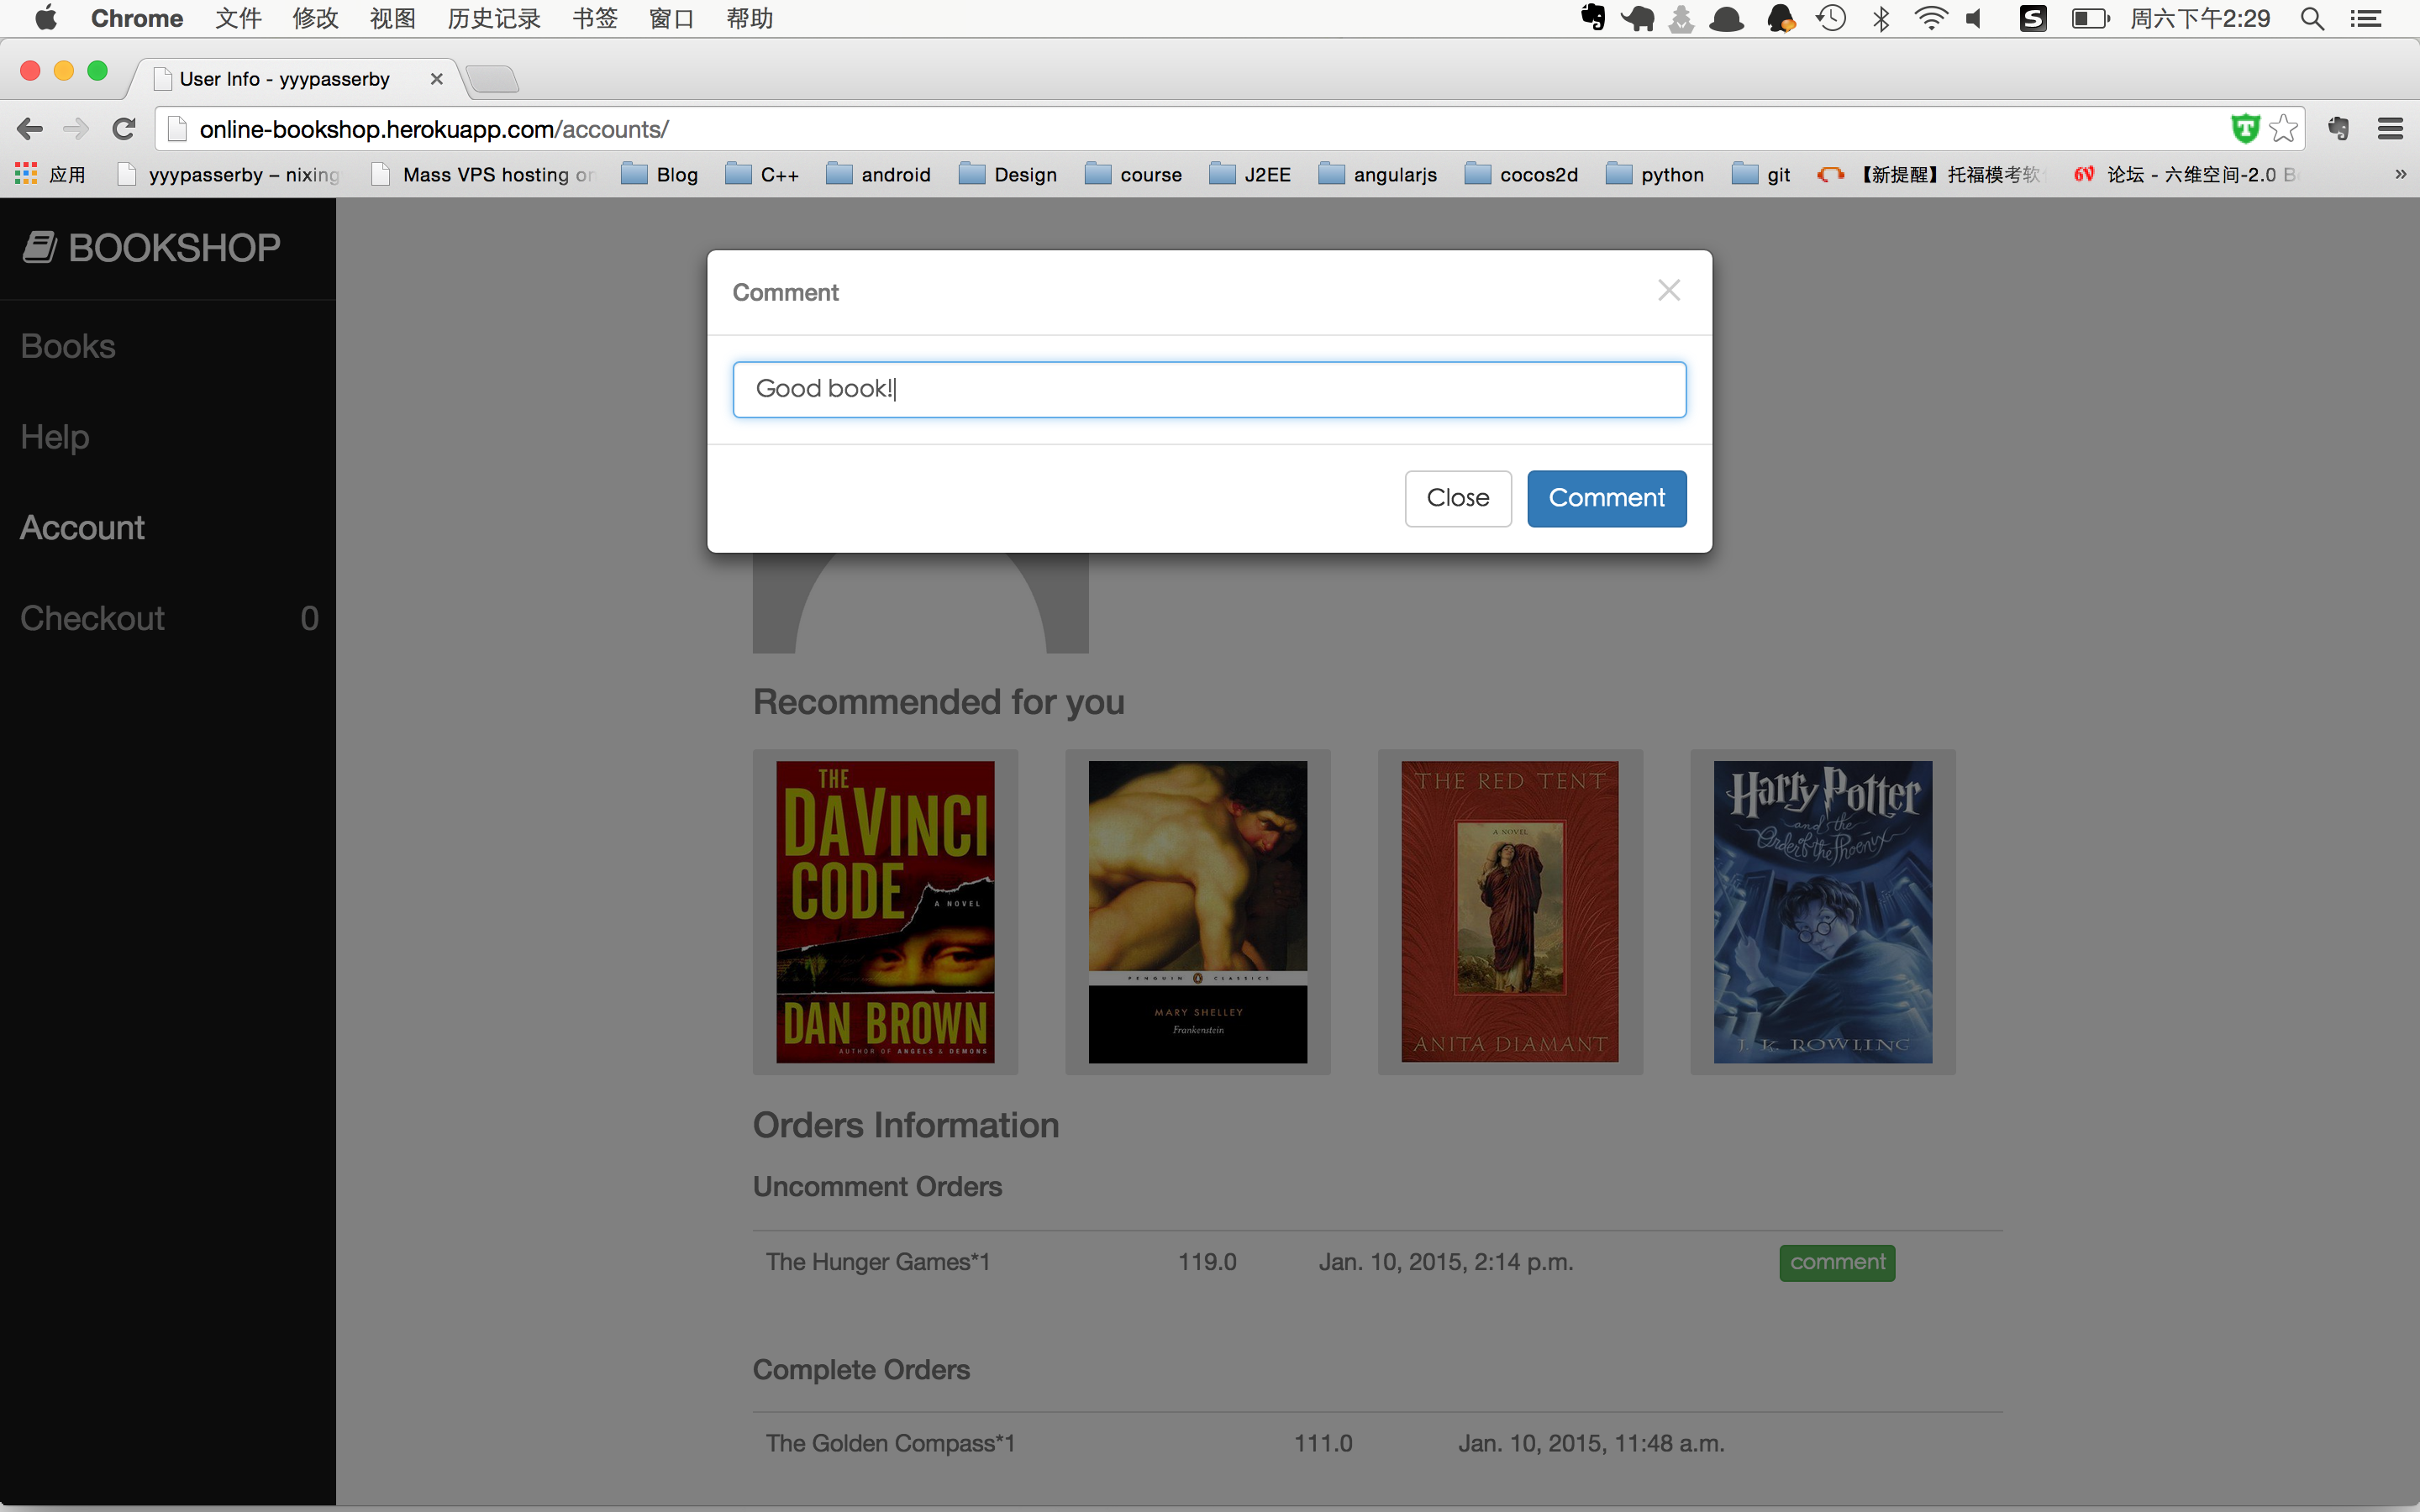 Chrome 文件 修改 视图 历史记录 书签 窗口 帮助 周六下午2:29
User Info - yyypasserby
online-bookshop.herokuapp.com/accounts/
应用 yyypasserby – nixing Mass VPS hosting on Blog C++ android Design course J2EE angularjs cocos2d python git 【新提醒】托福模考软 论坛 - 六维空间-2.0 B »
BOOKSHOP
Books
Help
Account
Checkout 0
Comment
Good book!
Close Comment
Recommended for you
THE
DAVINCI
CODE
A NOVEL
DAN BROWN
AUTHOR OF ANGELS & DEMONS
PENGUIN CLASSICS
MARY SHELLEY
Frankenstein
THE RED TENT
A NOVEL
ANITA DIAMANT
Harry Potter
and the
Order of the Phoenix
J. K. ROWLING
Orders Information
Uncomment Orders
The Hunger Games*1 119.0 Jan. 10, 2015, 2:14 p.m. comment
Complete Orders
The Golden Compass*1 111.0 Jan. 10, 2015, 11:48 a.m.